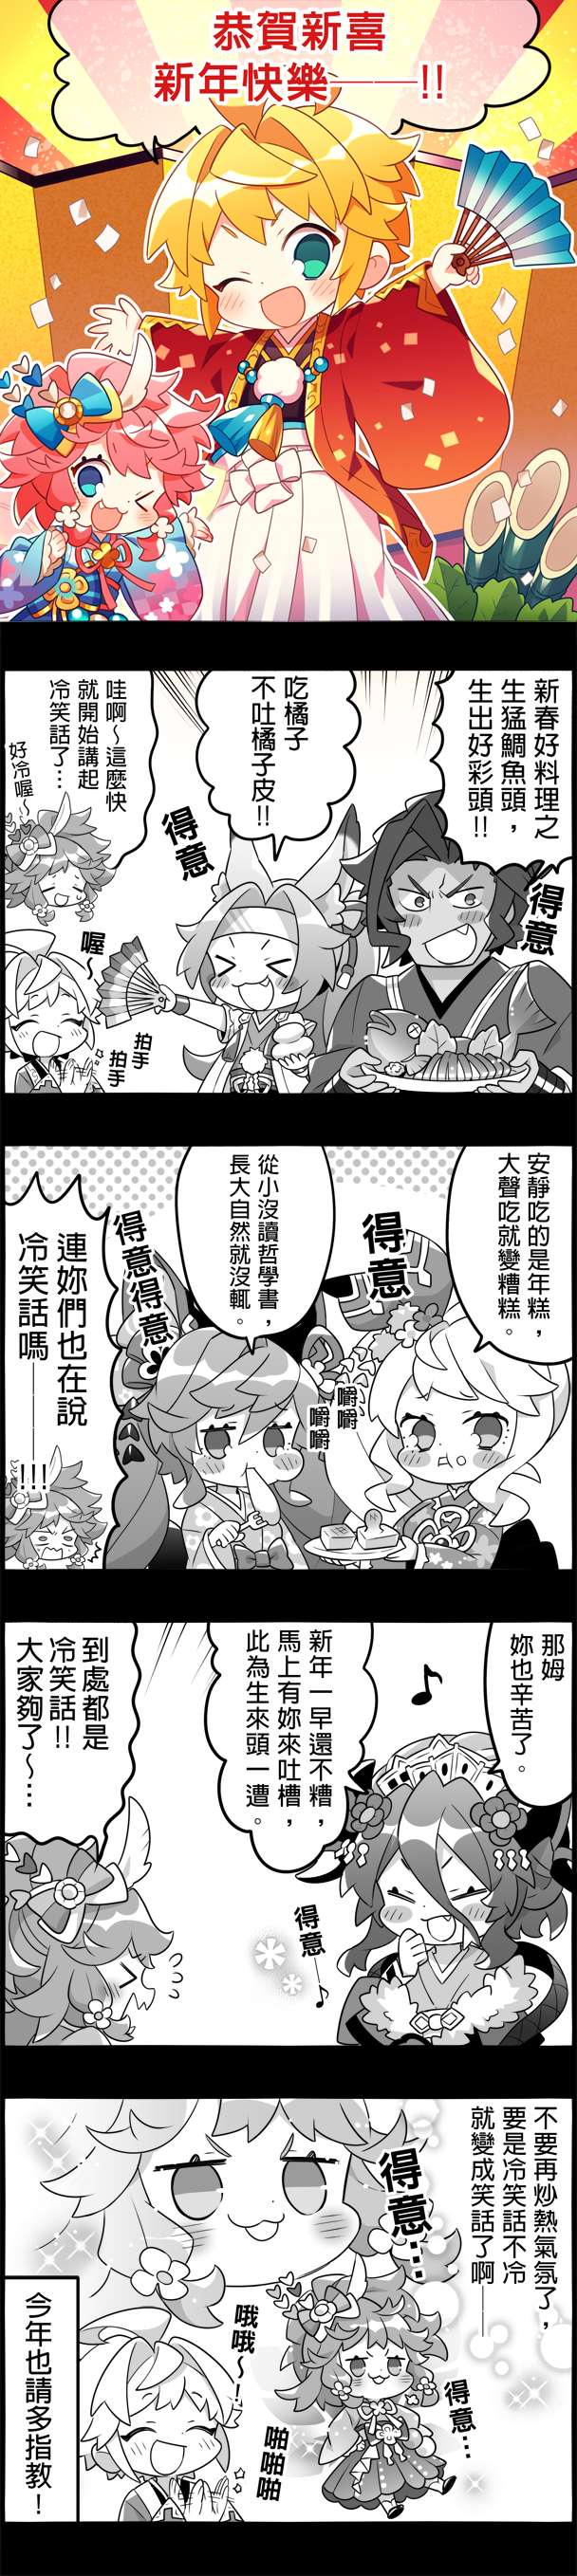 恭賀新喜
新年快樂───!!
新春好料理之
生猛鯛魚頭，
生出好彩頭!!
得意
吃橘子
不吐橘子皮!!
得意
哇啊～這麼快
就開始講起
冷笑話了…
好冷喔～
喔～
拍手
拍手
安靜吃的是年糕，
大聲吃就變糟糕。
得意
嚼嚼
嚼嚼
從小沒讀哲學書，
長大自然就沒輒。
得意得意
連妳們也在說
冷笑話嗎───!!!
那姆
妳也辛苦了。
新年一早還不糟，
馬上有妳來吐槽，
此為生來頭一遭。
得意─♪
到處都是
冷笑話!!
大家夠了～…
不要再炒熱氣氛了，
要是冷笑話不冷
就變成笑話了啊──
得意…
得意…
哦哦～！
啪啪啪
今年也請多指教！